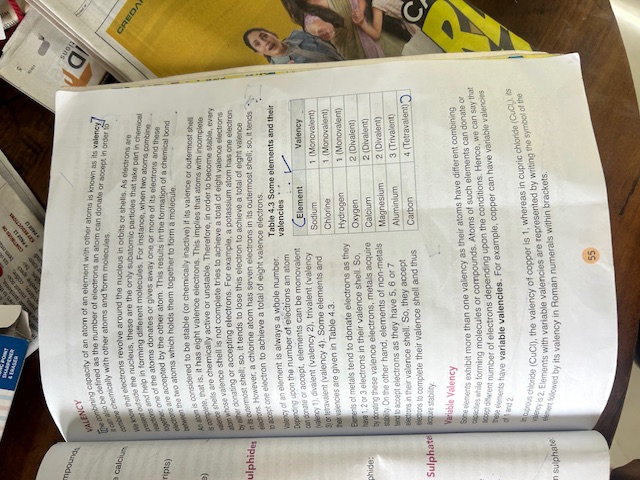 ING POINT
SHARPENER
& ERASER
mpounds
e calcium
ripts)
e)
ulphides
phide:
Sulphate
n sulphate.
VALENCY
The combining capacity of an atom of an element with other atoms is known as its valency.
It can also be defined as the number of electrons an atom can donate or accept in order to
combine chemically with other atoms and form molecules.
We know that electrons revolve around the nucleus in orbits or shells. As electrons are
present outside the nucleus, these are the only subatomic particles that take part in chemical
reactions and help in forming different molecules. For instance, when two atoms combine
together, one of the atoms donates or gives away one or more of its electrons and these
electrons are accepted by the other atom. This results in the formation of a chemical bond
between the two atoms which holds them together to form a molecule.
An atom is considered to be stable (or chemically inactive) if its valence or outermost shell
is complete, that is, it has eight valence electrons. This implies that atoms with incomplete
valence shells are chemically active or unstable. Therefore, in order to become stable, every
atom whose valence shell is not complete tries to achieve a total of eight valence electrons
by either donating or accepting electrons. For example, a potassium atom has one electron
in its outermost shell; so, it tends to lose this electron to achieve a total of eight valence
electrons. However, a chlorine atom has seven electrons in its outermost shell; so, it tends
to accept one electron to achieve a total of eight valence electrons.
Valency of an element is always a whole number.
Depending upon the number of electrons an atom
can donate or accept, elements can be monovalent
(valency 1), divalent (valency 2), trivalent (valency
3) or tetravalent (valency 4). Some elements and
their valencies are given in Table 4.3.
Elements of metals tend to donate electrons as they
have 1, 2 or 3 electrons in their valence shell. So,
by donating these valence electrons, metals acquire
stability. On the other hand, elements of non-metals
tend to accept electrons as they have 5, 6 or 7
electrons in their valence shell. So, they accept
electrons to complete their valence shell and thus
acquire stability.
Table 4.3 Some elements and their
valencies
Element Valency
Sodium 1 (Monovalent)
Chlorine 1 (Monovalent)
Hydrogen 1 (Monovalent)
Oxygen 2 (Divalent)
Calcium 2 (Divalent)
Magnesium 2 (Divalent)
Aluminium 3 (Trivalent)
Carbon 4 (Tetravalent)
Variable Valency
Some elements exhibit more than one valency as their atoms have different combining
capacities while forming molecules or compounds. Atoms of such elements can donate or
accept different number of electrons depending upon the conditions. Hence, we can say that
these elements have variable valencies. For example, copper can have variable valencies
of 1 and 2.
In cuprous chloride (CuCl), the valency of copper is 1, whereas in cupric chloride (CuCl₂), its
valency is 2. Elements with variable valencies are represented by writing the symbol of the
element followed by its valency in Roman numerals within brackets.
55